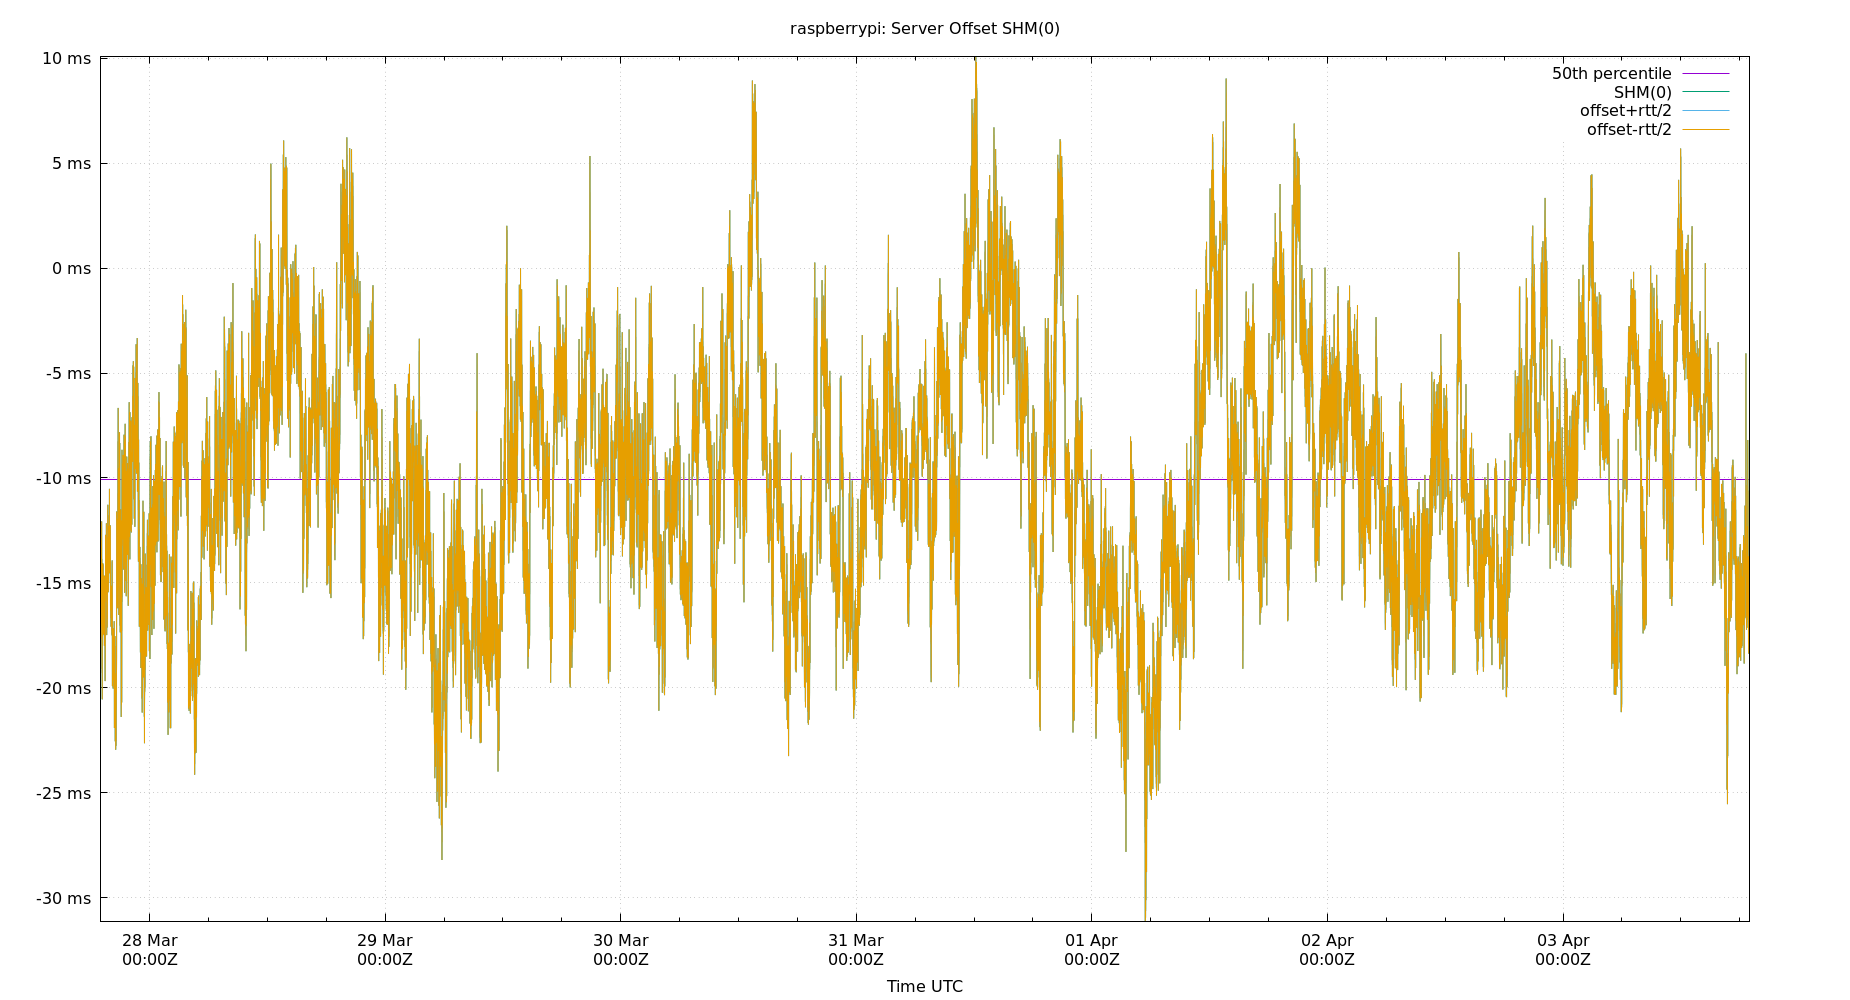 raspberrypi: Server Offset SHM(0)
10 ms
5 ms
0 ms
-5 ms
-10 ms
-15 ms
-20 ms
-25 ms
-30 ms
50th percentile
SHM(0)
offset+rtt/2
offset-rtt/2
28 Mar
00:00Z
29 Mar
00:00Z
30 Mar
00:00Z
31 Mar
00:00Z
01 Apr
00:00Z
02 Apr
00:00Z
03 Apr
00:00Z
Time UTC